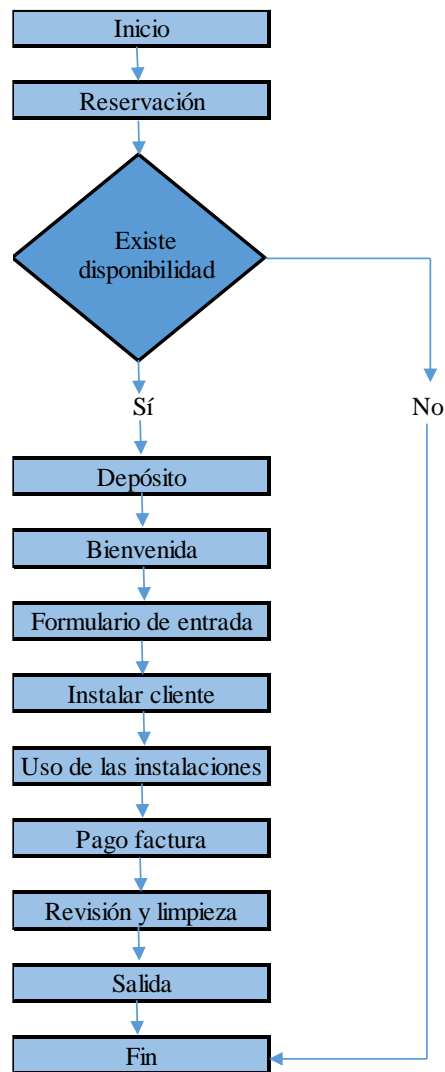 Inicio
Reservación
Existe
disponibilidad
Sí
No
Depósito
Bienvenida
Formulario de entrada
Instalar cliente
Uso de las instalaciones
Pago factura
Revisión y limpieza
Salida
Fin